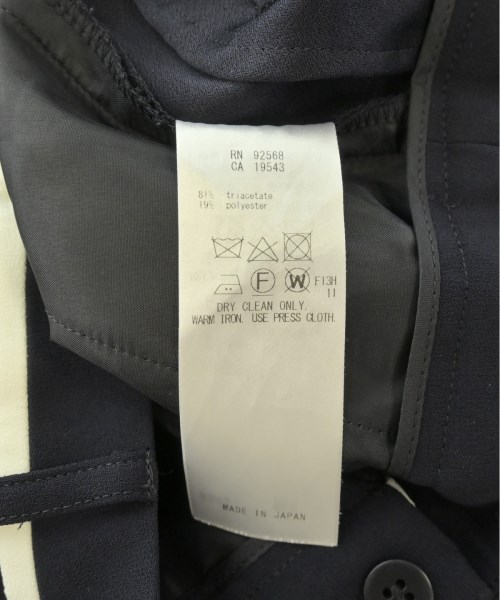 RN 92568
CA 19543
81% triacetate
19% polyester
F W F13H
11
DRY CLEAN ONLY.
WARM IRON. USE PRESS CLOTH.
MADE IN JAPAN